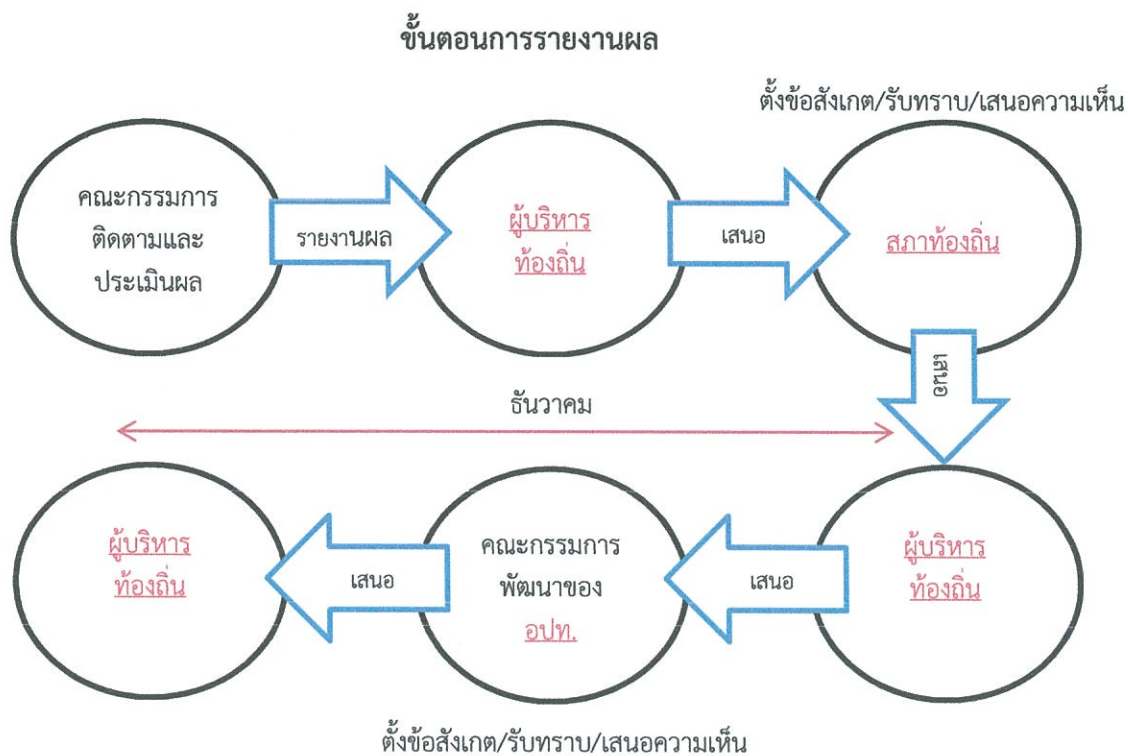 ขั้นตอนการรายงานผล
ตั้งข้อสังเกต/รับทราบ/เสนอความเห็น
คณะกรรมการ
ติดตามและ
ประเมินผล
รายงานผล
ผู้บริหาร
ท้องถิ่น
เสนอ
สภาท้องถิ่น
เสนอ
ธันวาคม
ผู้บริหาร
ท้องถิ่น
เสนอ
คณะกรรมการ
พัฒนาของ
อปท.
เสนอ
ผู้บริหาร
ท้องถิ่น
ตั้งข้อสังเกต/รับทราบ/เสนอความเห็น